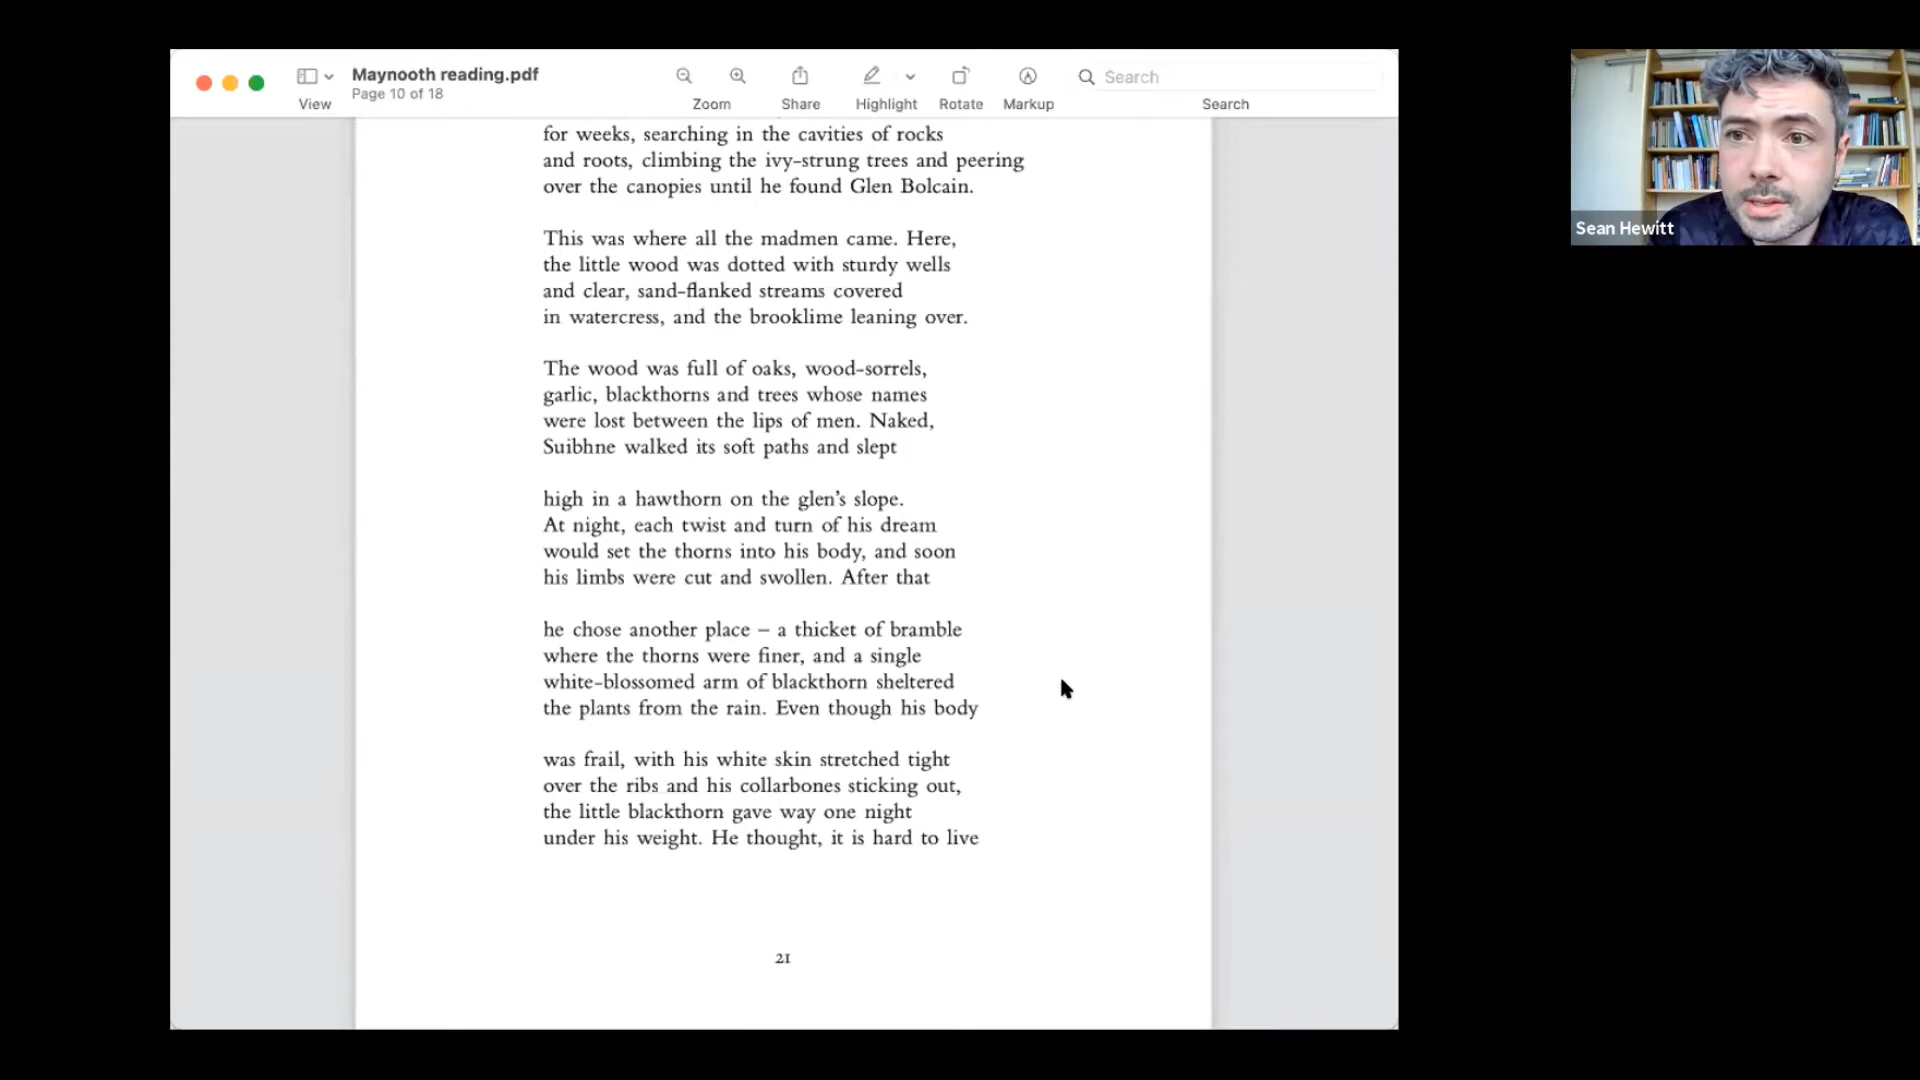 Maynooth reading.pdf
Page 10 of 18
View
Zoom
Share
Highlight
Rotate
Markup
Search
Search
for weeks, searching in the cavities of rocks
and roots, climbing the ivy-strung trees and peering
over the canopies until he found Glen Bolcain.
This was where all the madmen came. Here,
the little wood was dotted with sturdy wells
and clear, sand-flanked streams covered
in watercress, and the brooklime leaning over.
The wood was full of oaks, wood-sorrels,
garlic, blackthorns and trees whose names
were lost between the lips of men. Naked,
Suibhne walked its soft paths and slept
high in a hawthorn on the glen’s slope.
At night, each twist and turn of his dream
would set the thorns into his body, and soon
his limbs were cut and swollen. After that
he chose another place – a thicket of bramble
where the thorns were finer, and a single
white-blossomed arm of blackthorn sheltered
the plants from the rain. Even though his body
was frail, with his white skin stretched tight
over the ribs and his collarbones sticking out,
the little blackthorn gave way one night
under his weight. He thought, it is hard to live
21
Sean Hewitt